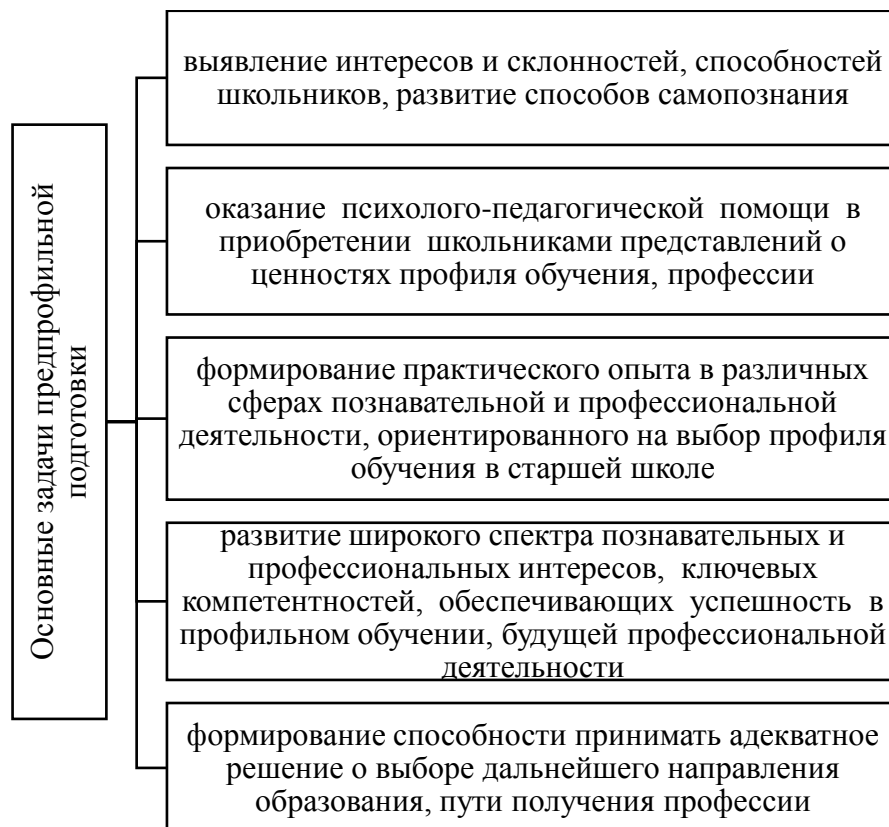 Основные задачи предпрофильной
подготовки
выявление интересов и склонностей, способностей
школьников, развитие способов самопознания
оказание психолого-педагогической помощи в
приобретении школьниками представлений о
ценностях профиля обучения, профессии
формирование практического опыта в различных
сферах познавательной и профессиональной
деятельности, ориентированного на выбор профиля
обучения в старшей школе
развитие широкого спектра познавательных и
профессиональных интересов, ключевых
компетентностей, обеспечивающих успешность в
профильном обучении, будущей профессиональной
деятельности
формирование способности принимать адекватное
решение о выборе дальнейшего направления
образования, пути получения профессии